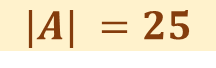 |A| = 25